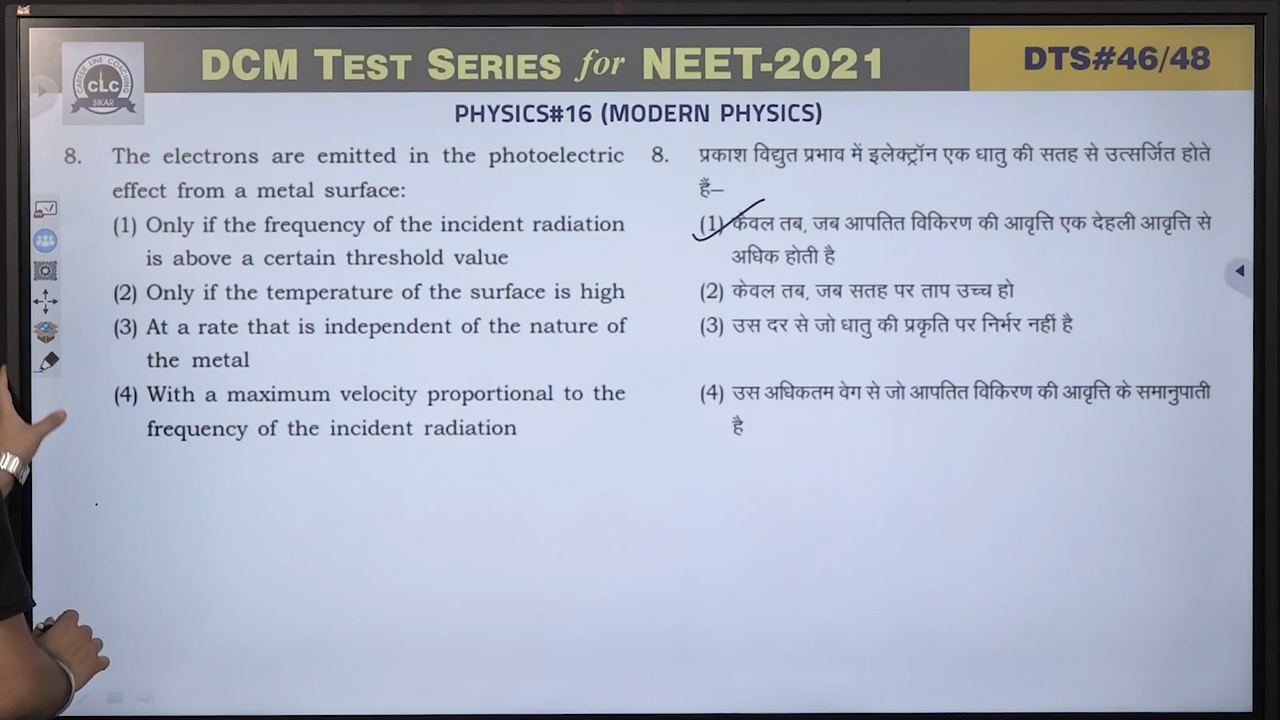 DCM TEST SERIES for NEET-2021
DTS#46/48
CAREER LINE COACHING
CLC
SIKAR
PHYSICS#16 (MODERN PHYSICS)
8. The electrons are emitted in the photoelectric
effect from a metal surface:
(1) Only if the frequency of the incident radiation
is above a certain threshold value
(2) Only if the temperature of the surface is high
(3) At a rate that is independent of the nature of
the metal
(4) With a maximum velocity proportional to the
frequency of the incident radiation
8. प्रकाश विद्युत प्रभाव में इलेक्ट्रॉन एक धातु की सतह से उत्सर्जित होते
हैं–
(1) केवल तब, जब आपतित विकिरण की आवृत्ति एक देहली आवृत्ति से
अधिक होती है
(2) केवल तब, जब सतह पर ताप उच्च हो
(3) उस दर से जो धातु की प्रकृति पर निर्भर नहीं है
(4) उस अधिकतम वेग से जो आपतित विकिरण की आवृत्ति के समानुपाती
है